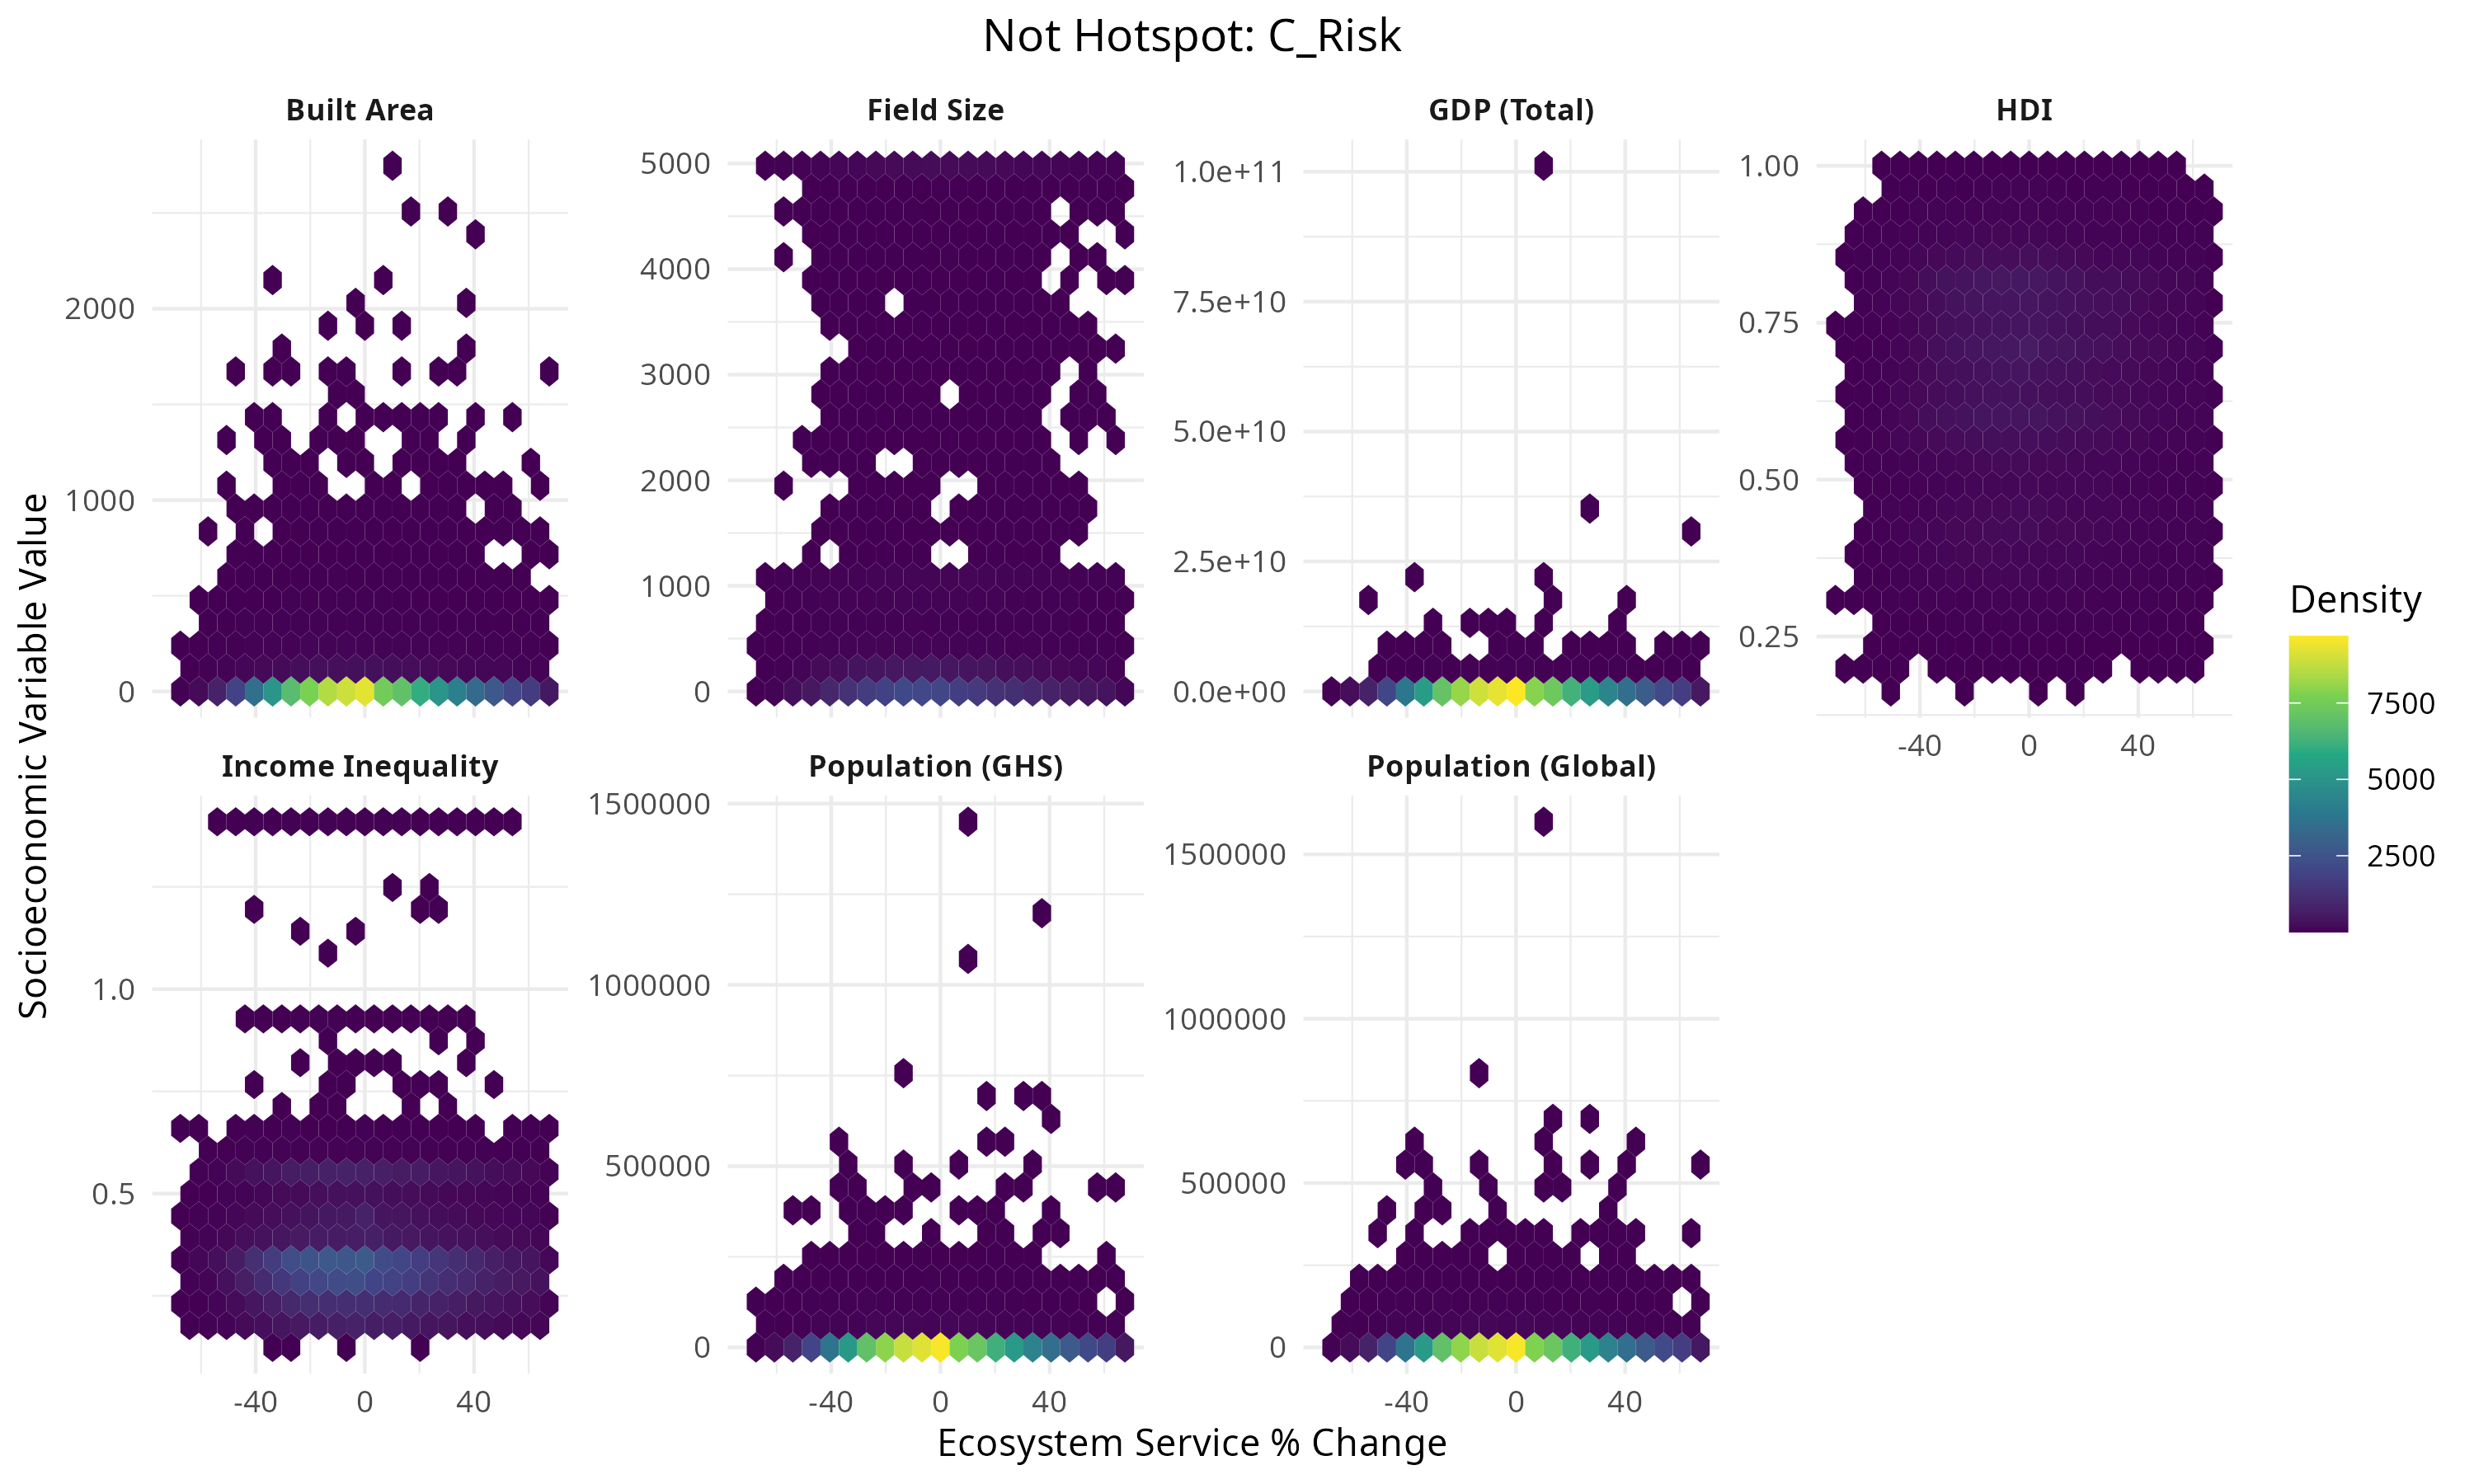 Not Hotspot: C_Risk
Built Area
Field Size
GDP (Total)
HDI
2000
1000
0
5000
4000
3000
2000
1000
0
1.0e+11
7.5e+10
5.0e+10
2.5e+10
0.0e+00
1.00
0.75
0.50
0.25
-40 0 40
Income Inequality
Population (GHS)
Population (Global)
1.0
0.5
1500000
1000000
500000
0
1500000
1000000
500000
0
-40 0 40
-40 0 40
-40 0 40
Ecosystem Service % Change
Socioeconomic Variable Value
Density
7500
5000
2500